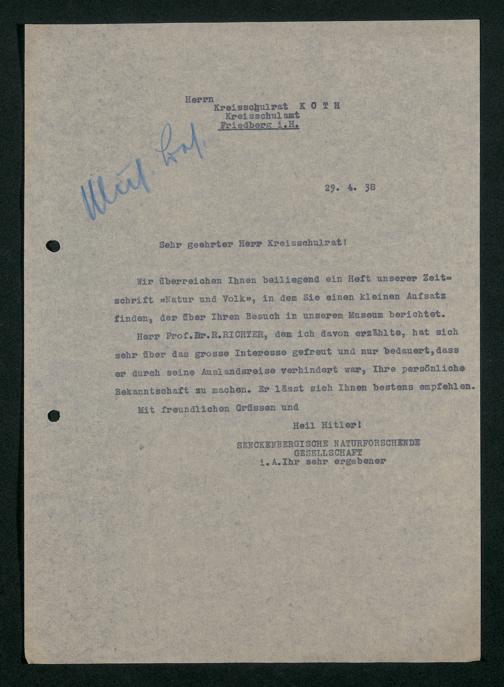 Herrn
Kreisschulrat K O T H
Kreisschulamt
Friedberg i.H.
29. 4. 38
Sehr geehrter Herr Kreisschulrat!
Wir überreichen Ihnen beiliegend ein Heft unserer Zeit=
schrift »Natur und Volk«, in dem Sie einen kleinen Aufsatz
finden, der über Ihren Besuch in unserem Museum berichtet.
Herr Prof.Dr.R.RICHTER, dem ich davon erzählte, hat sich
sehr über das grosse Interesse gefreut und nur bedauert,dass
er durch seine Auslandsreise verhindert war, Ihre persönliche
Bekanntschaft zu machen. Er lässt sich Ihnen bestens empfehlen.
Mit freundlichen Grüssen und
Heil Hitler!
SENCKENBERGISCHE NATURFORSCHENDE
GESELLSCHAFT
i.A.Ihr sehr ergebener